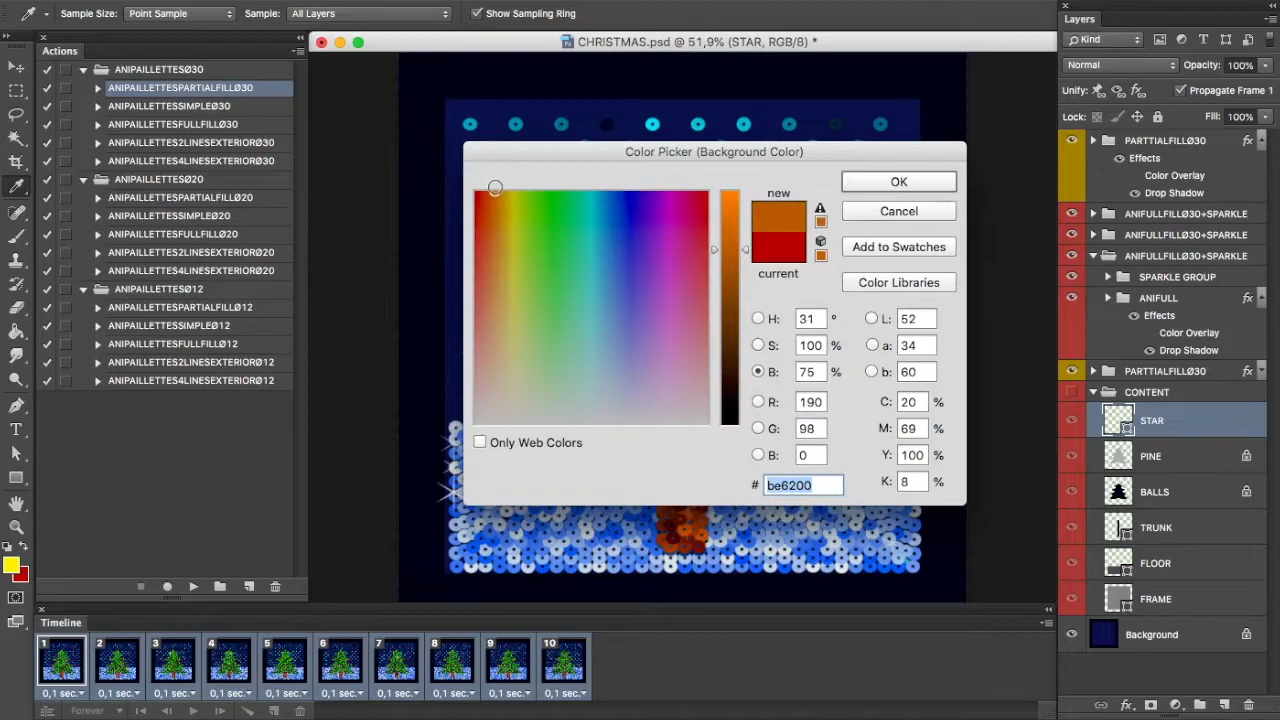 Sample Size: Point Sample Sample: All Layers Show Sampling Ring
Actions
ANIPAILLETTESØ30
ANIPAILLETTESPARTIALFILLØ30
ANIPAILLETTESSIMPLEØ30
ANIPAILLETTESFULLFILLØ30
ANIPAILLETTES2LINESEXTERIORØ30
ANIPAILLETTES4LINESEXTERIORØ30
ANIPAILLETTESØ20
ANIPAILLETTESPARTIALFILLØ20
ANIPAILLETTESSIMPLEØ20
ANIPAILLETTESFULLFILLØ20
ANIPAILLETTES2LINESEXTERIORØ20
ANIPAILLETTES4LINESEXTERIORØ20
ANIPAILLETTESØ12
ANIPAILLETTESPARTIALFILLØ12
ANIPAILLETTESSIMPLEØ12
ANIPAILLETTESFULLFILLØ12
ANIPAILLETTES2LINESEXTERIORØ12
ANIPAILLETTES4LINESEXTERIORØ12
CHRISTMAS.psd @ 51,9% (STAR, RGB/8) *
Color Picker (Background Color)
new
current
OK
Cancel
Add to Swatches
Color Libraries
H: 31 °
S: 100 %
B: 75 %
R: 190
G: 98
B: 0
# be6200
L: 52
a: 34
b: 60
C: 20 %
M: 69 %
Y: 100 %
K: 8 %
Only Web Colors
Layers
Kind
Normal Opacity: 100%
Unify: Propagate Frame 1
Lock: Fill: 100%
PARTTIALFILLØ30 fx
Effects
Color Overlay
Drop Shadow
ANIFULLFILLØ30+SPARKLE
ANIFULLFILLØ30+SPARKLE
ANIFULLFILLØ30+SPARKLE
SPARKLE GROUP
ANIFULL fx
Effects
Color Overlay
Drop Shadow
PARTTIALFILLØ30 fx
CONTENT
STAR
PINE
BALLS
TRUNK
FLOOR
FRAME
Background
Timeline
1 2 3 4 5 6 7 8 9 10
0,1 sec. 0,1 sec. 0,1 sec. 0,1 sec. 0,1 sec. 0,1 sec. 0,1 sec. 0,1 sec. 0,1 sec. 0,1 sec.
Forever